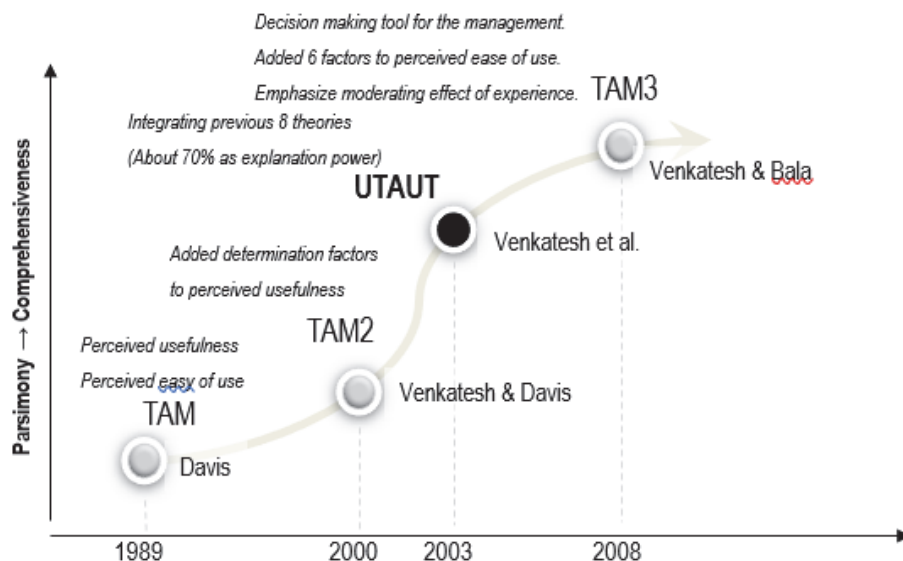 Decision making tool for the management.
Added 6 factors to perceived ease of use.
Emphasize moderating effect of experience.
TAM3
Integrating previous 8 theories
(About 70% as explanation power)
Venkatesh & Bala
UTAUT
Venkatesh et al.
Added determination factors
to perceived usefulness
TAM2
Perceived usefulness
Perceived easy of use
Venkatesh & Davis
TAM
Davis
Parsimony → Comprehensiveness
1989 2000 2003 2008